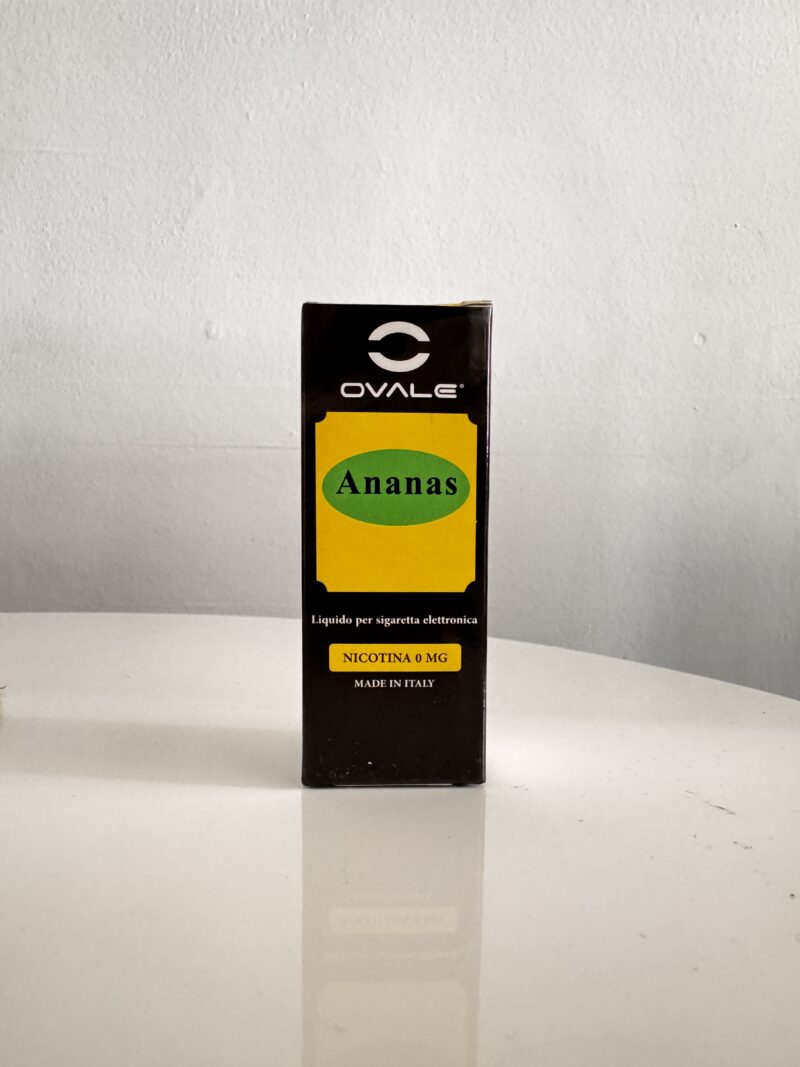 OVALE®
Ananas
Liquido per sigaretta elettronica
NICOTINA 0 MG
MADE IN ITALY